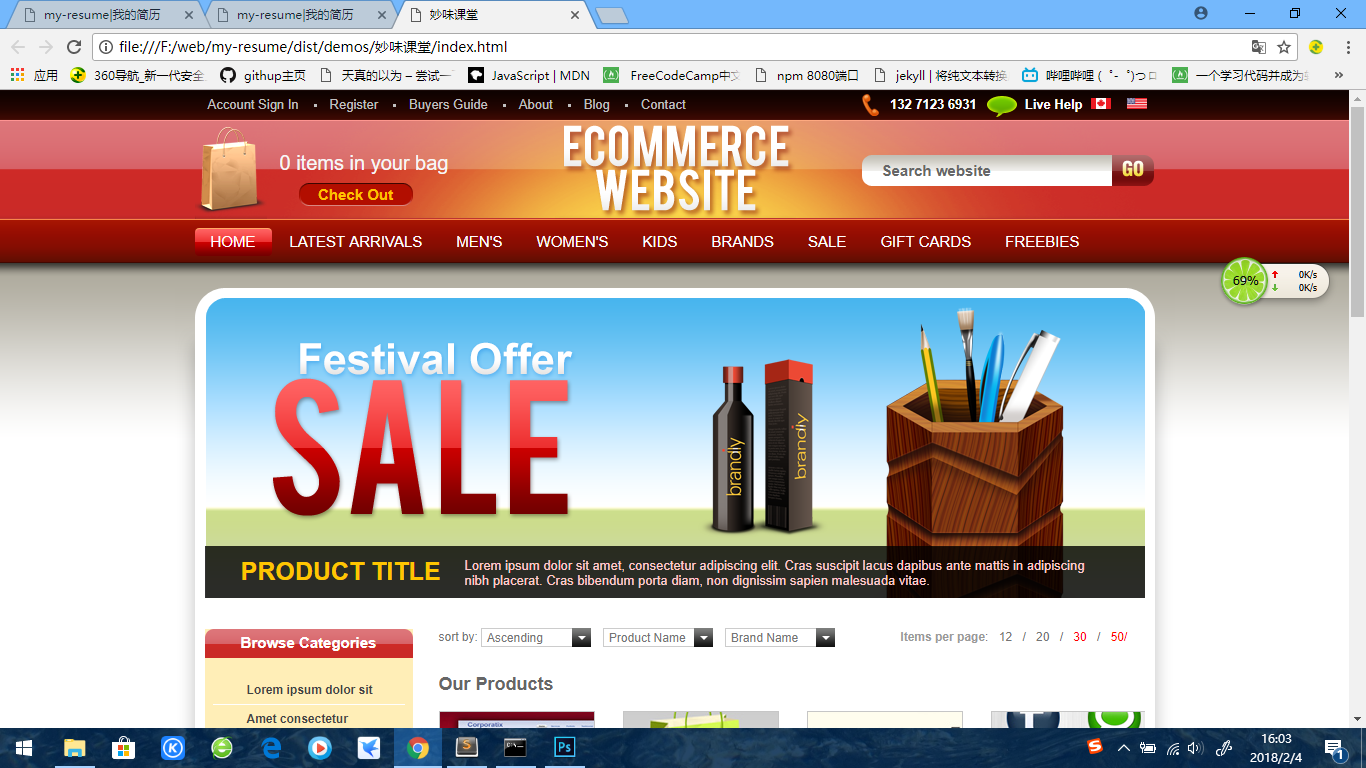 my-resume|我的简历
my-resume|我的简历
妙味课堂
file:///F:/web/my-resume/dist/demos/妙味课堂/index.html
应用
360导航_新一代安全
githup主页
天真的以为 – 尝试一
JavaScript | MDN
FreeCodeCamp中文
npm 8080端口
jekyll | 将纯文本转换
哔哩哔哩 ( ゜- ゜)つロ
一个学习代码并成为
»
Account Sign In
Register
Buyers Guide
About
Blog
Contact
132 7123 6931
Live Help
0 items in your bag
Check Out
ECOMMERCE
WEBSITE
Search website
GO
HOME
LATEST ARRIVALS
MEN'S
WOMEN'S
KIDS
BRANDS
SALE
GIFT CARDS
FREEBIES
69%
0K/s
0K/s
Festival Offer
SALE
brandiy
brandiy
PRODUCT TITLE
Lorem ipsum dolor sit amet, consectetur adipiscing elit. Cras suscipit lacus dapibus ante mattis in adipiscing
nibh placerat. Cras bibendum porta diam, non dignissim sapien malesuada vitae.
Browse Categories
Lorem ipsum dolor sit
Amet consectetur
sort by:
Ascending
Product Name
Brand Name
Items per page: 12 / 20 / 30 / 50/
Our Products
Corporatix
16:03
2018/2/4
1